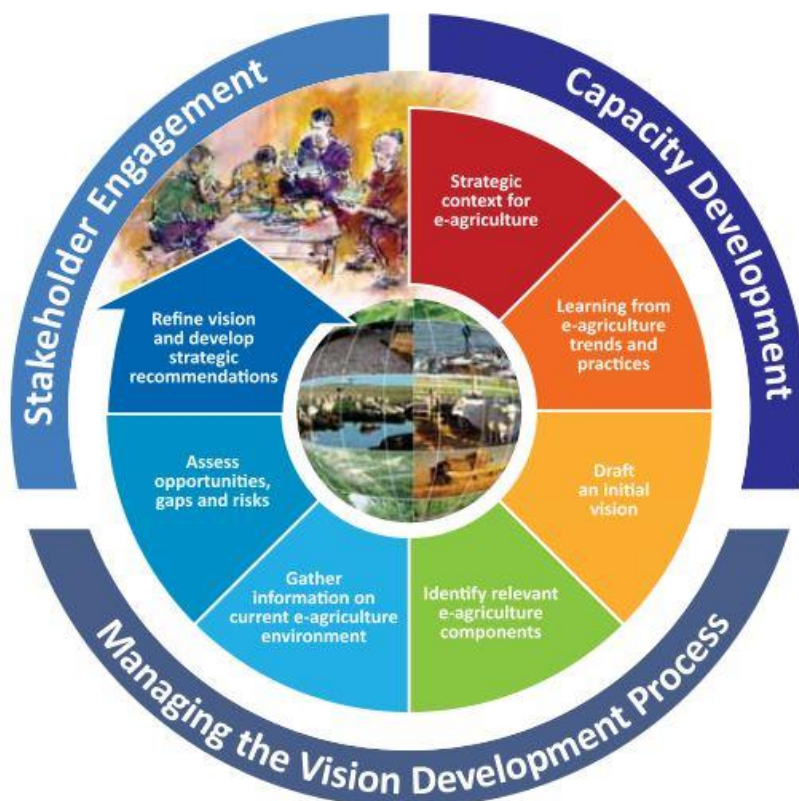 Stakeholder Engagement
Capacity Development
Strategic
context for
e-agriculture
Learning from
e-agriculture
trends and
practices
Draft
an initial
vision
Identify relevant
e-agriculture
components
Gather
information on
current e-agriculture
environment
Assess
opportunities,
gaps and risks
Refine vision
and develop
strategic
recommendations
Managing the Vision Development Process